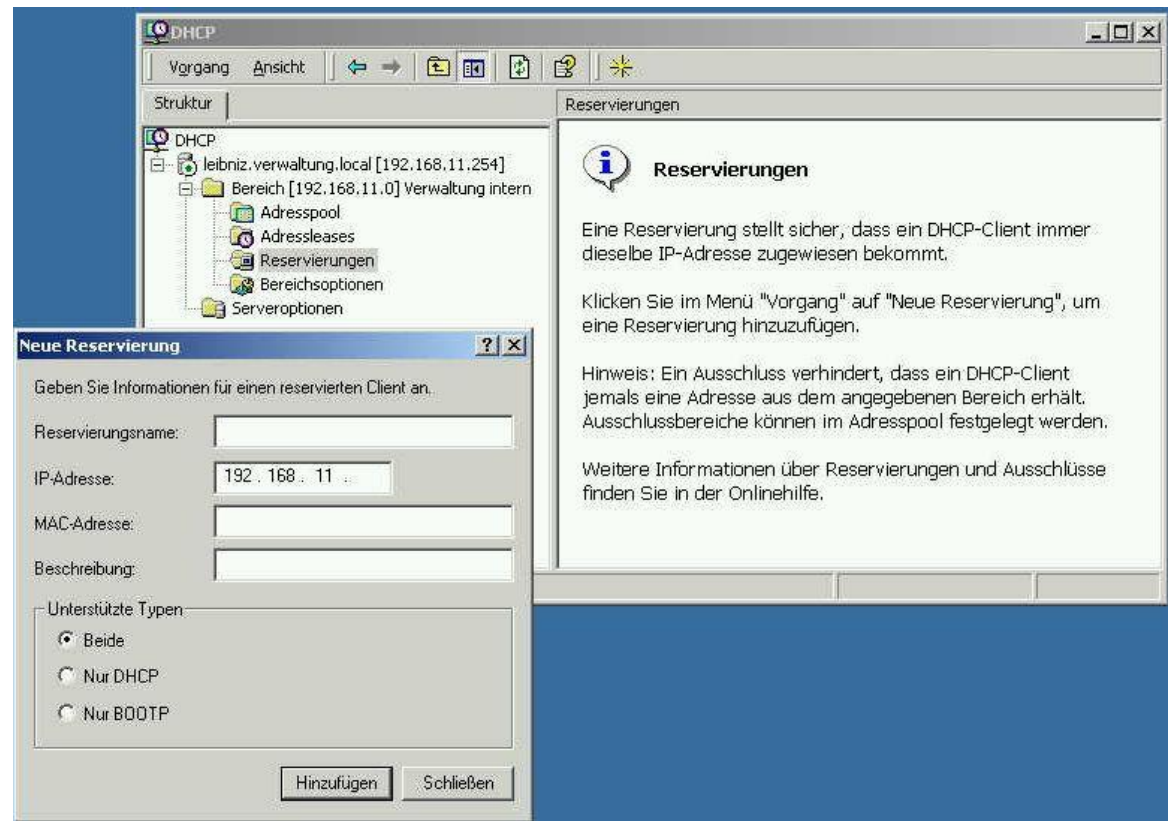 DHCP
Vorgang Ansicht
Struktur
Reservierungen
DHCP
leibniz.verwaltung.local [192.168.11.254]
Bereich [192.168.11.0] Verwaltung intern
Adresspool
Adressleases
Reservierungen
Bereichsoptionen
Serveroptionen
Reservierungen
Eine Reservierung stellt sicher, dass ein DHCP-Client immer
dieselbe IP-Adresse zugewiesen bekommt.
Klicken Sie im Menü "Vorgang" auf "Neue Reservierung", um
eine Reservierung hinzuzufügen.
Hinweis: Ein Ausschluss verhindert, dass ein DHCP-Client
jemals eine Adresse aus dem angegebenen Bereich erhält.
Ausschlussbereiche können im Adresspool festgelegt werden.
Weitere Informationen über Reservierungen und Ausschlüsse
finden Sie in der Onlinehilfe.
Neue Reservierung
Geben Sie Informationen für einen reservierten Client an.
Reservierungsname:
IP-Adresse: 192 . 168 . 11 .
MAC-Adresse:
Beschreibung:
Unterstützte Typen
Beide
Nur DHCP
Nur BOOTP
Hinzufügen Schließen